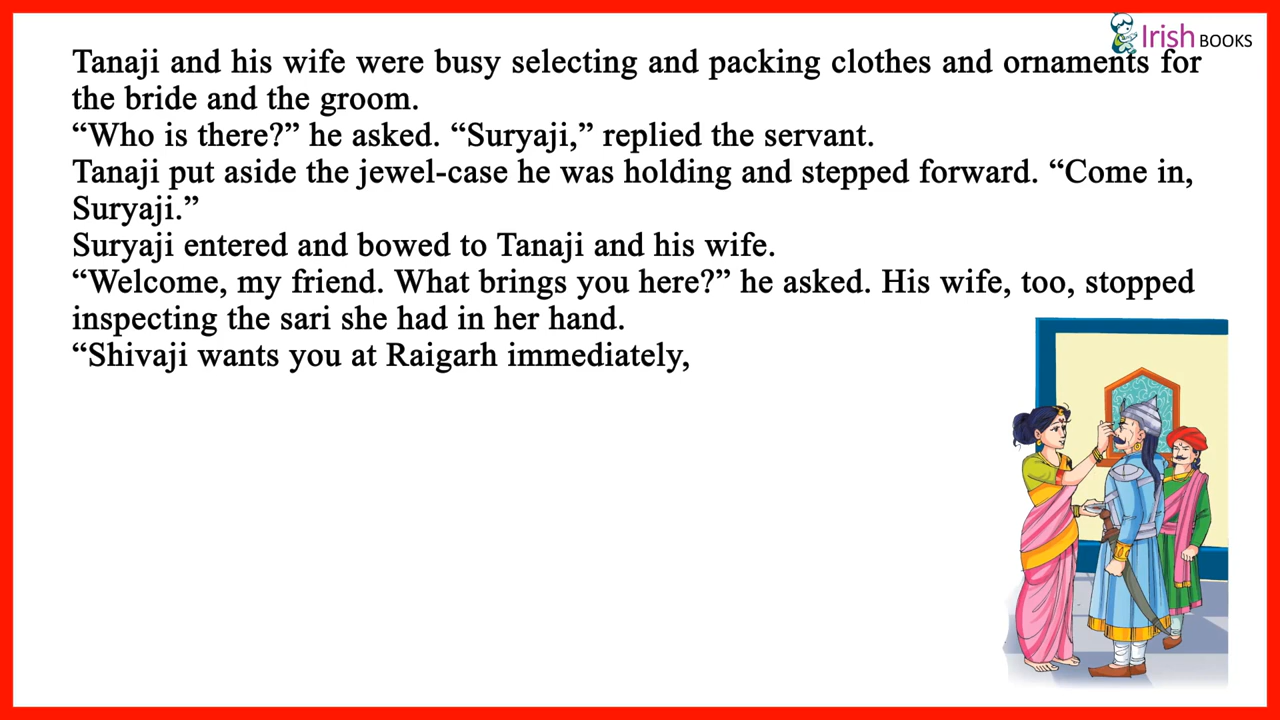 Irish BOOKS
Tanaji and his wife were busy selecting and packing clothes and ornaments for
the bride and the groom.
“Who is there?” he asked. “Suryaji,” replied the servant.
Tanaji put aside the jewel-case he was holding and stepped forward. “Come in,
Suryaji.”
Suryaji entered and bowed to Tanaji and his wife.
“Welcome, my friend. What brings you here?” he asked. His wife, too, stopped
inspecting the sari she had in her hand.
“Shivaji wants you at Raigarh immediately,